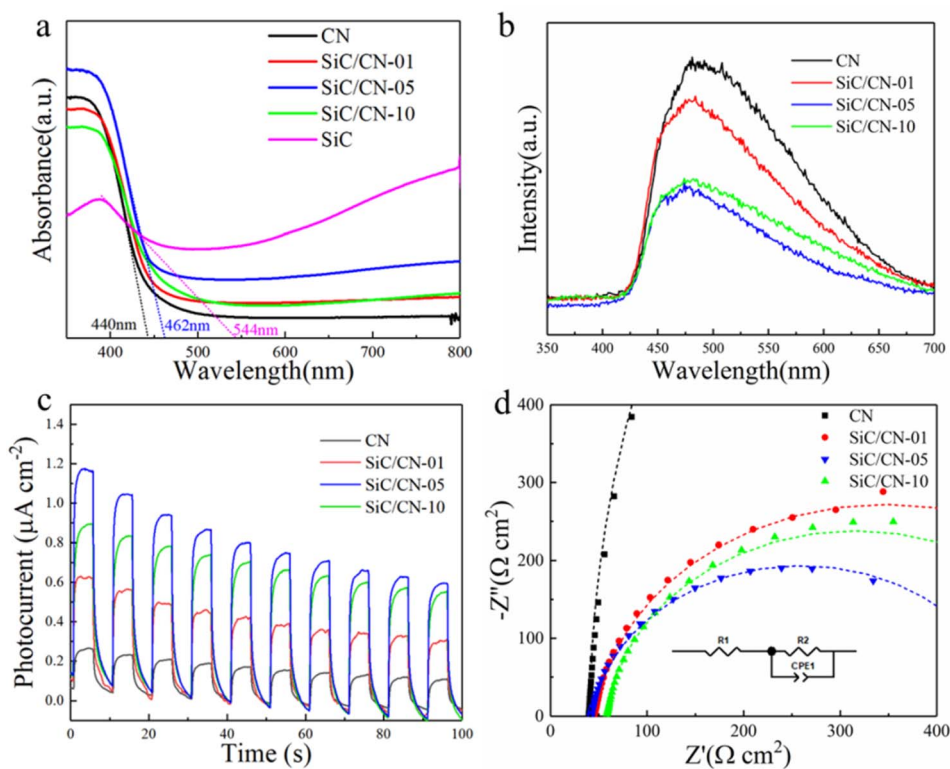 a
CN
SiC/CN-01
SiC/CN-05
SiC/CN-10
SiC
Absorbance(a.u.)
440nm
462nm
544nm
400 500 600 700 800
Wavelength(nm)
b
CN
SiC/CN-01
SiC/CN-05
SiC/CN-10
Intensity(a.u.)
350 400 450 500 550 600 650 700
Wavelength(nm)
c
CN
SiC/CN-01
SiC/CN-05
SiC/CN-10
Photocurrent (μA cm⁻²)
1.4
1.2
1.0
0.8
0.6
0.4
0.2
0.0
0 20 40 60 80 100
Time (s)
d
CN
SiC/CN-01
SiC/CN-05
SiC/CN-10
-Z''(Ω cm²)
400
300
200
100
0
R1
R2
CPE1
0 100 200 300 400
Z'(Ω cm²)